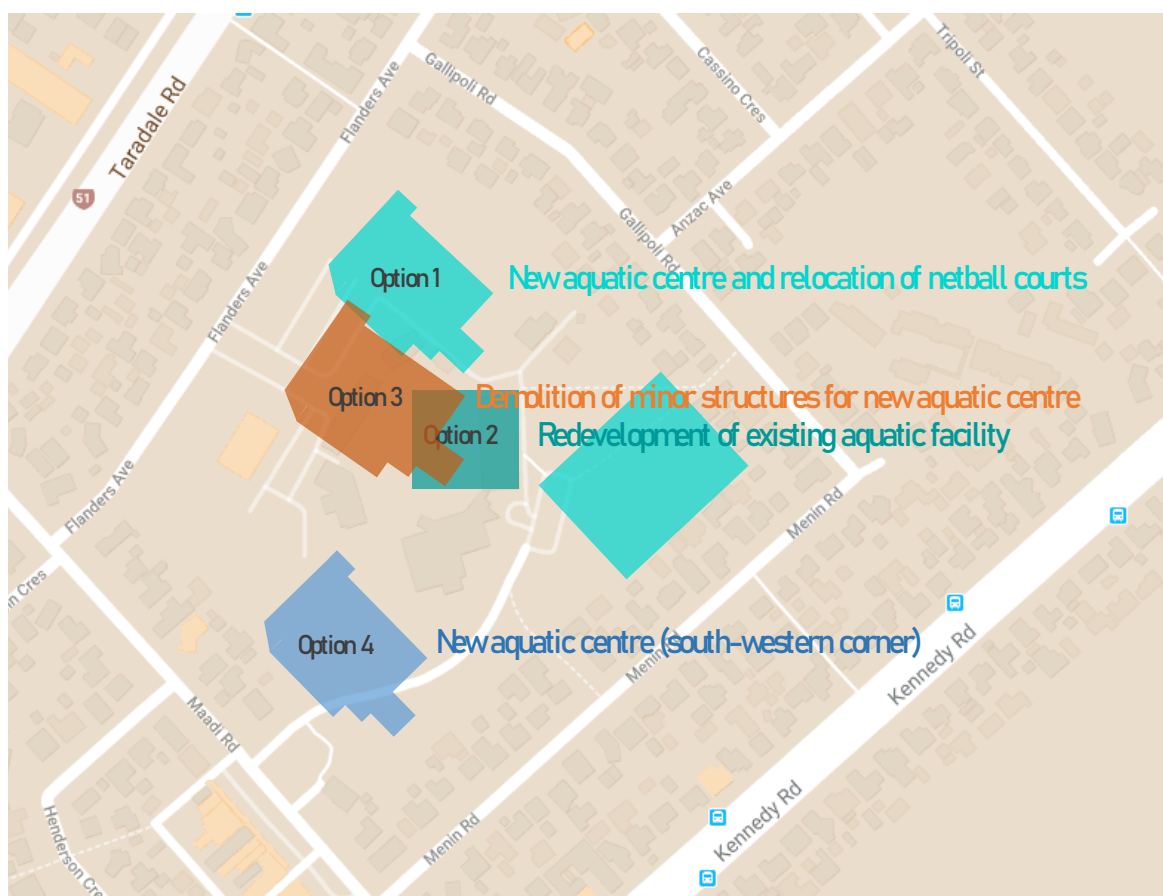 Taradale Rd
51
Flanders Ave
Gallipoli Rd
Cassino Cres
Tripoli St
Anzac Ave
Gallipoli Rd
Flanders Ave
Option 1
New aquatic centre and relocation of netball courts
Option 3
Demolition of minor structures for new aquatic centre
Option 2
Redevelopment of existing aquatic facility
Flanders Ave
Menin Rd
Cres
Option 4
New aquatic centre (south-western corner)
Menin Rd
Kennedy Rd
Maadi Rd
Henderson Cres
Menin Rd
Kennedy Rd